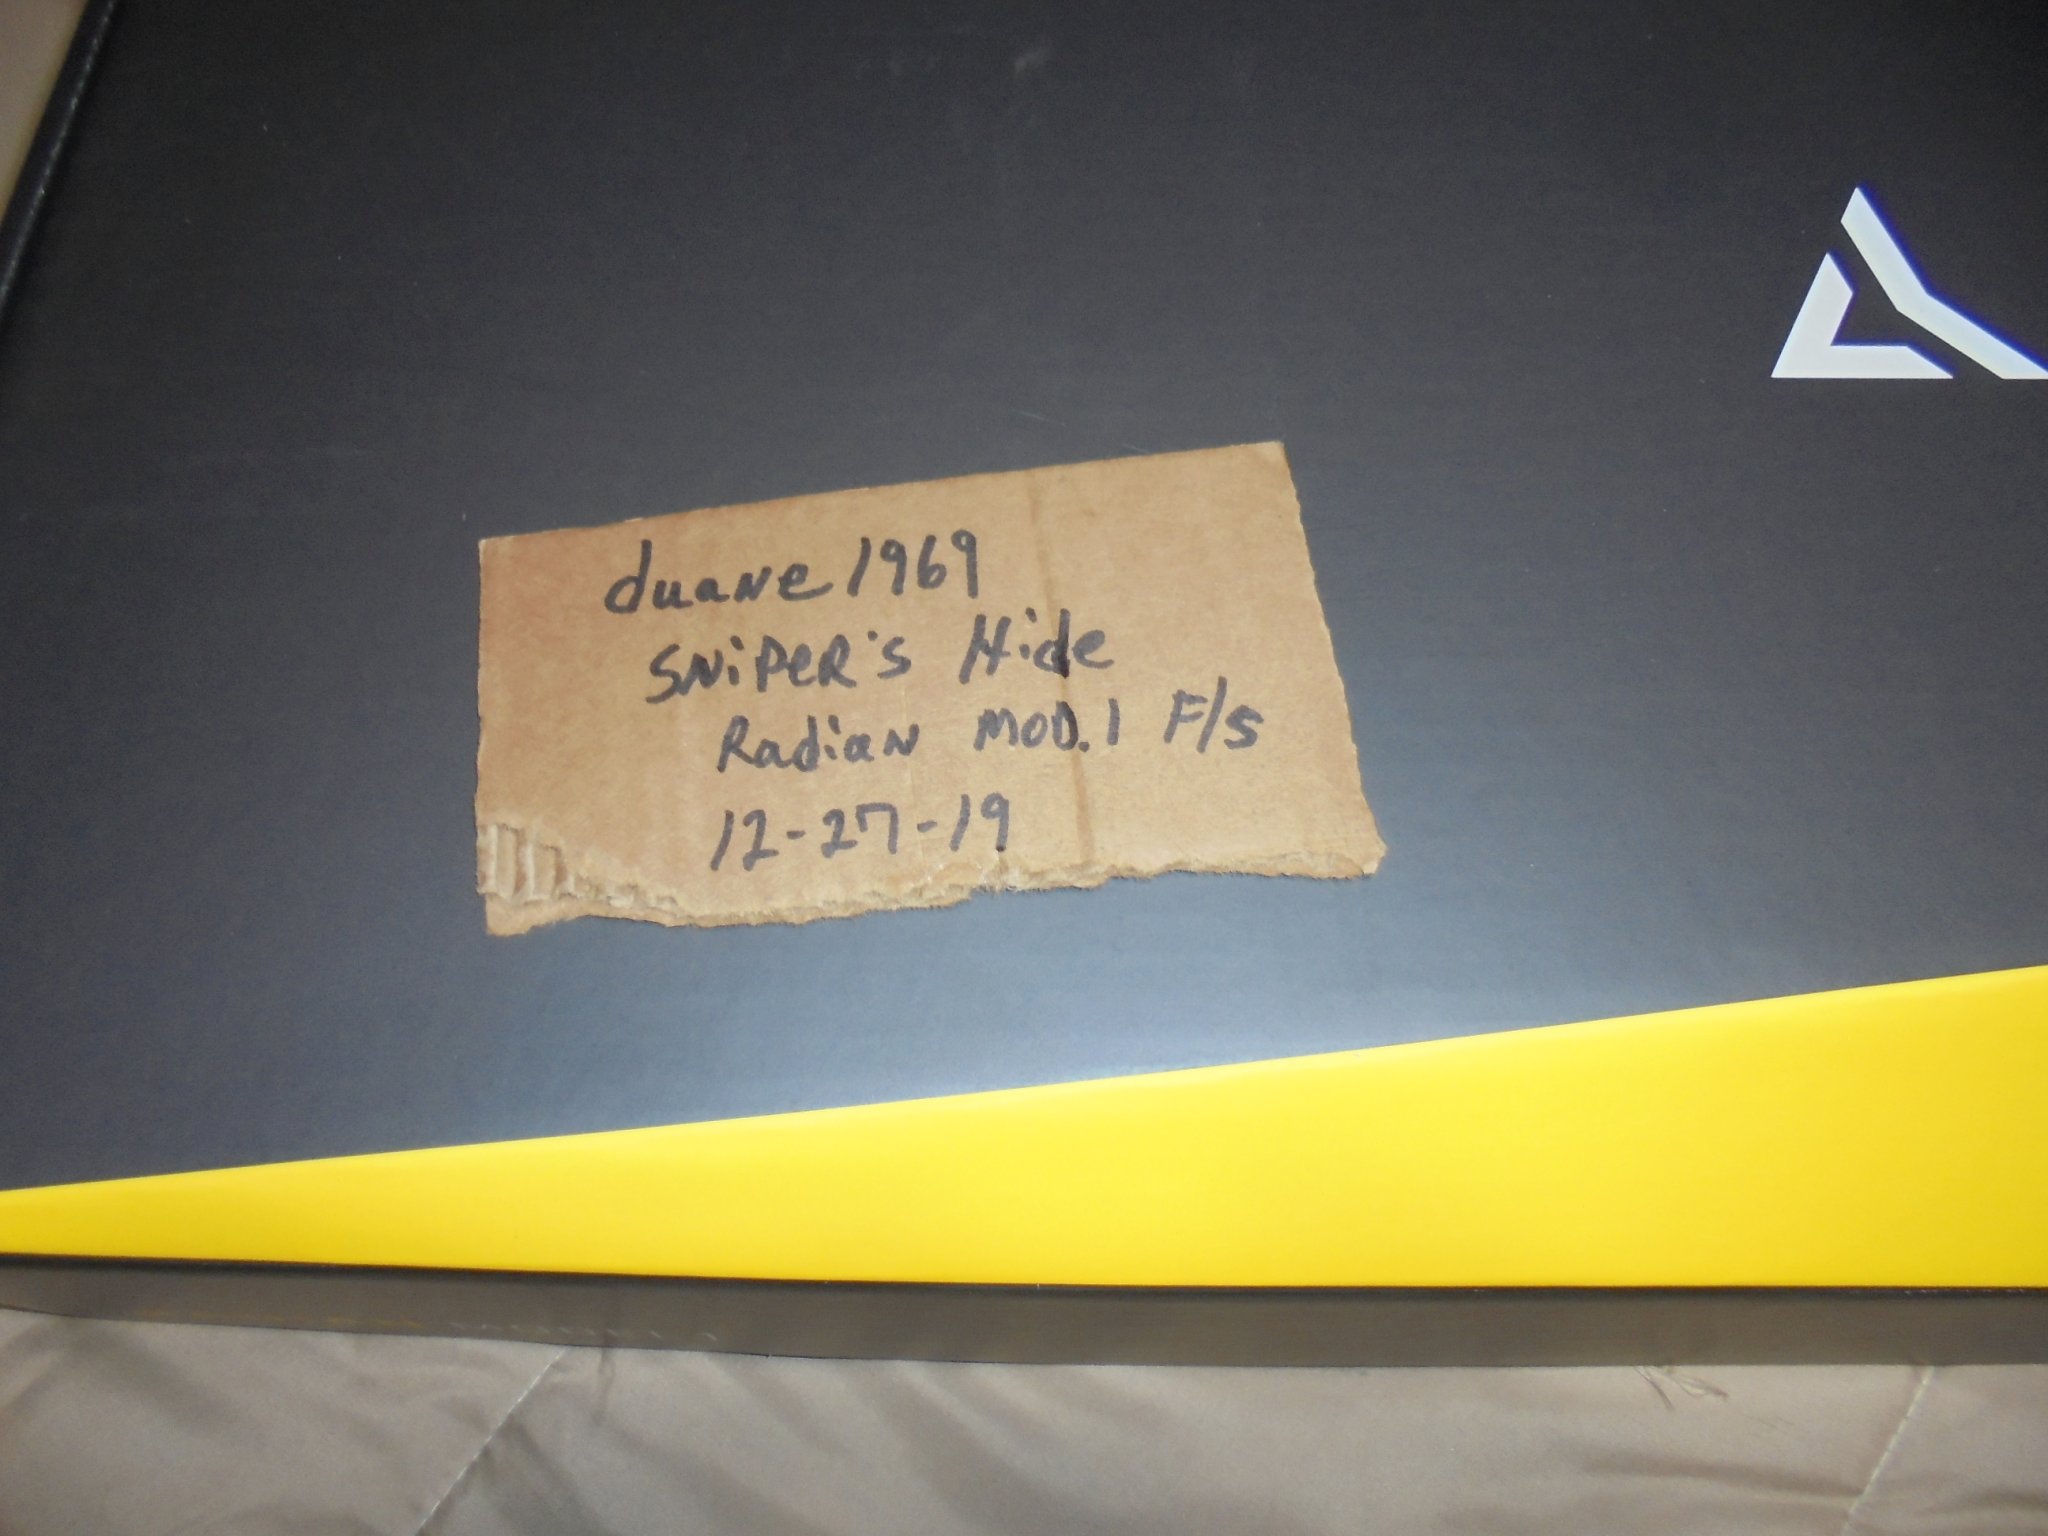 duane1969
SNiPeR's Hide
RadiaN MOD.1 F/S
12-27-19